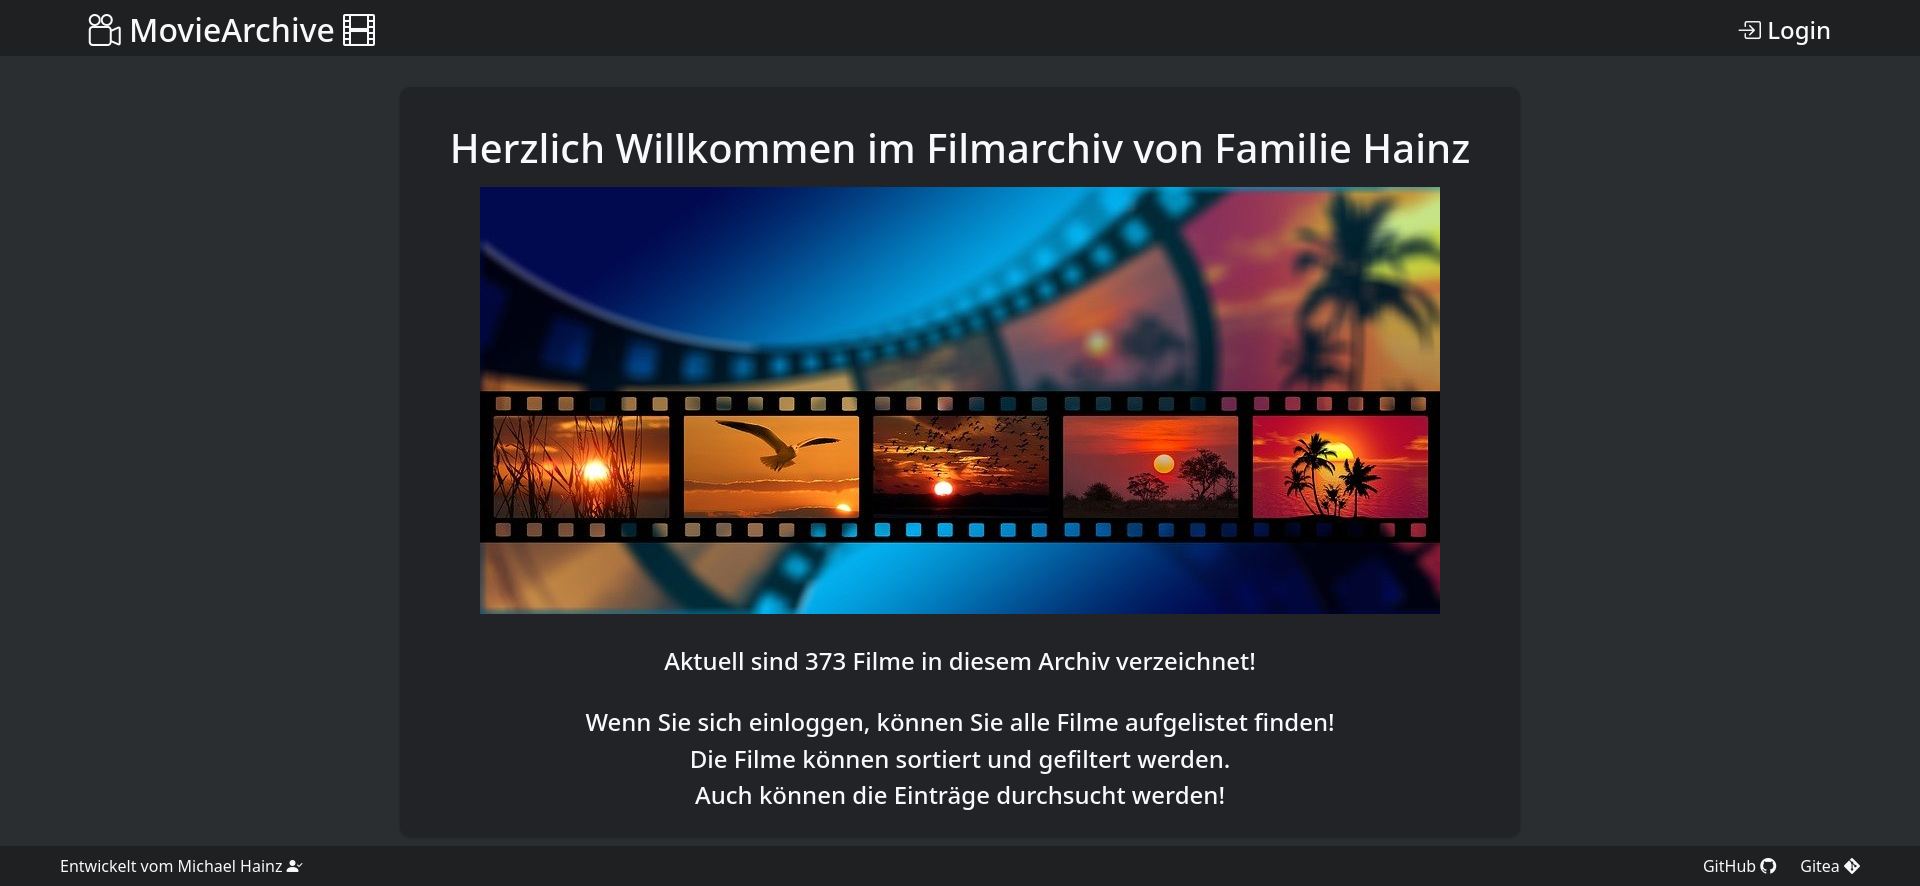 MovieArchive
Login
Herzlich Willkommen im Filmarchiv von Familie Hainz
Aktuell sind 373 Filme in diesem Archiv verzeichnet!
Wenn Sie sich einloggen, können Sie alle Filme aufgelistet finden!
Die Filme können sortiert und gefiltert werden.
Auch können die Einträge durchsucht werden!
Entwickelt vom Michael Hainz
GitHub
Gitea